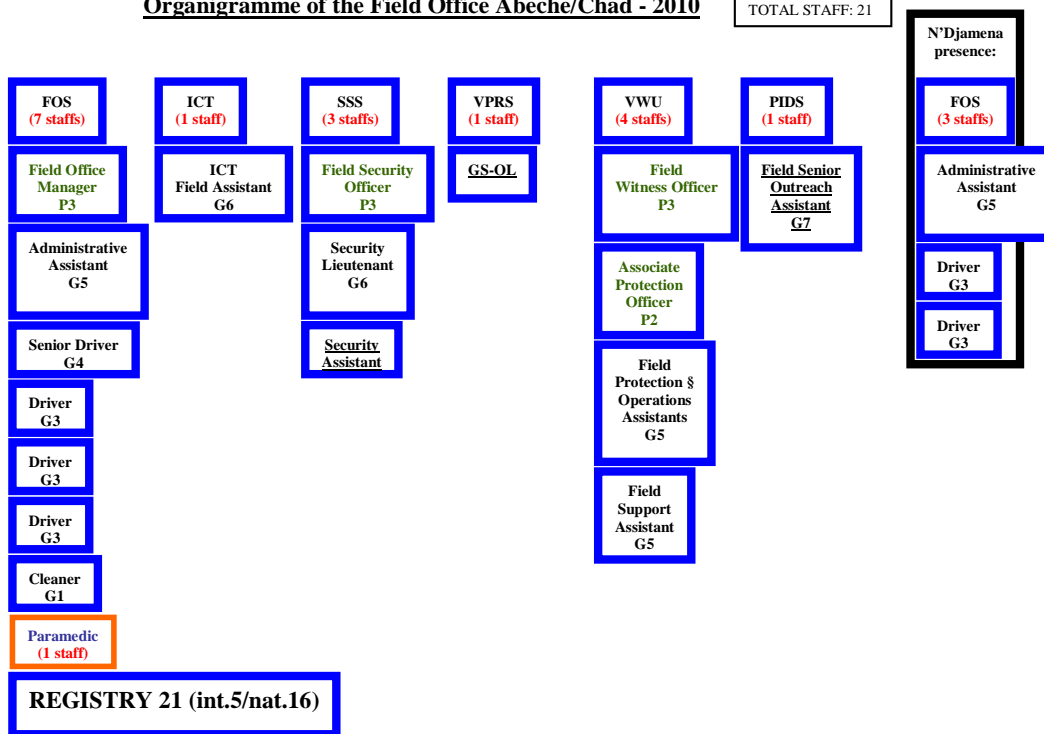 Organigramme of the Field Office Abeche/Chad - 2010
TOTAL STAFF: 21
N’Djamena
presence:
FOS
(7 staffs)
Field Office
Manager
P3
Administrative
Assistant
G5
Senior Driver
G4
Driver
G3
Driver
G3
Driver
G3
Cleaner
G1
Paramedic
(1 staff)
REGISTRY 21 (int.5/nat.16)
ICT
(1 staff)
ICT
Field Assistant
G6
SSS
(3 staffs)
Field Security
Officer
P3
Security
Lieutenant
G6
Security
Assistant
VPRS
(1 staff)
GS-OL
VWU
(4 staffs)
Field
Witness Officer
P3
Associate
Protection
Officer
P2
Field
Protection §
Operations
Assistants
G5
Field
Support
Assistant
G5
PIDS
(1 staff)
Field Senior
Outreach
Assistant
G7
FOS
(3 staffs)
Administrative
Assistant
G5
Driver
G3
Driver
G3